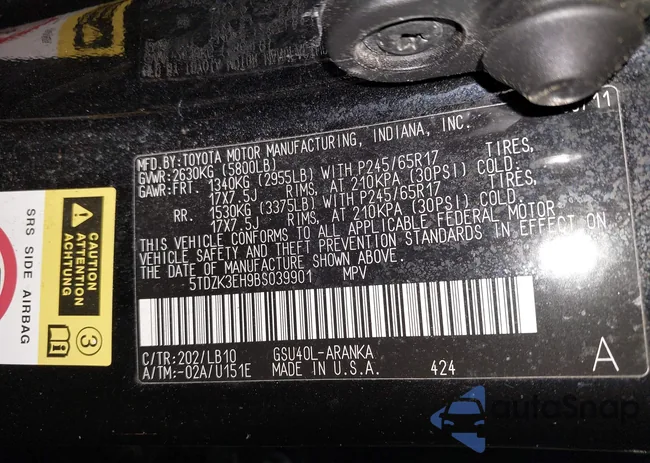 /11
MFD.BY:TOYOTA MOTOR MANUFACTURING, INDIANA, INC.
GVWR:2630KG(5800LB)
GAWR:FRT. 1340KG(2955LB)WITH P245/65R17 TIRES,
17X7.5J RIMS, AT 210KPA(30PSI)COLD.
RR. 1530KG(3375LB)WITH P245/65R17 TIRES,
17X7.5J RIMS, AT 210KPA(30PSI)COLD.
THIS VEHICLE CONFORMS TO ALL APPLICABLE FEDERAL MOTOR
VEHICLE SAFETY AND THEFT PREVENTION STANDARDS IN EFFECT ON
THE DATE OF MANUFACTURE SHOWN ABOVE.
5TDZK3EH9BS039901 MPV
C/TR:202/LB10 GSU40L-ARANKA
A/TM:-02A/U151E MADE IN U.S.A. 424 A
SRS SIDE AIRBAG
CAUTION
ATTENTION
ACHTUNG
3
autoSnap